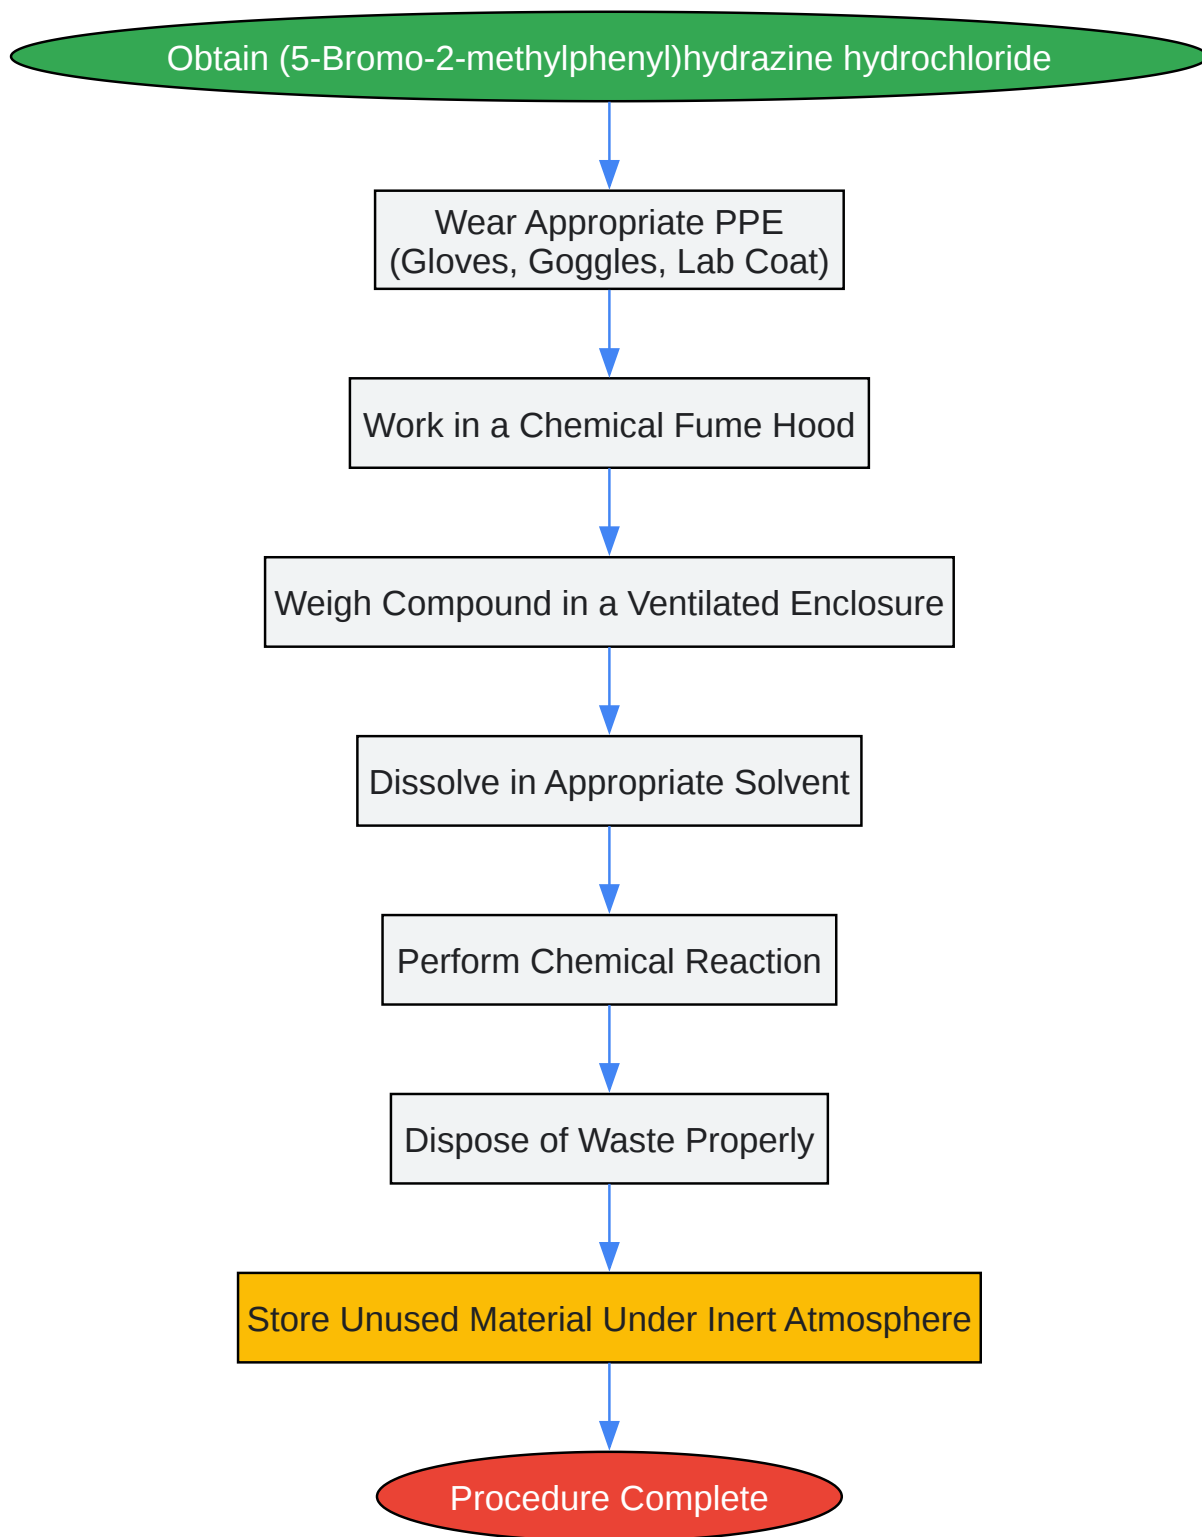 Obtain (5-Bromo-2-methylphenyl)hydrazine hydrochloride
Wear Appropriate PPE
(Gloves, Goggles, Lab Coat)
Work in a Chemical Fume Hood
Weigh Compound in a Ventilated Enclosure
Dissolve in Appropriate Solvent
Perform Chemical Reaction
Dispose of Waste Properly
Store Unused Material Under Inert Atmosphere
Procedure Complete